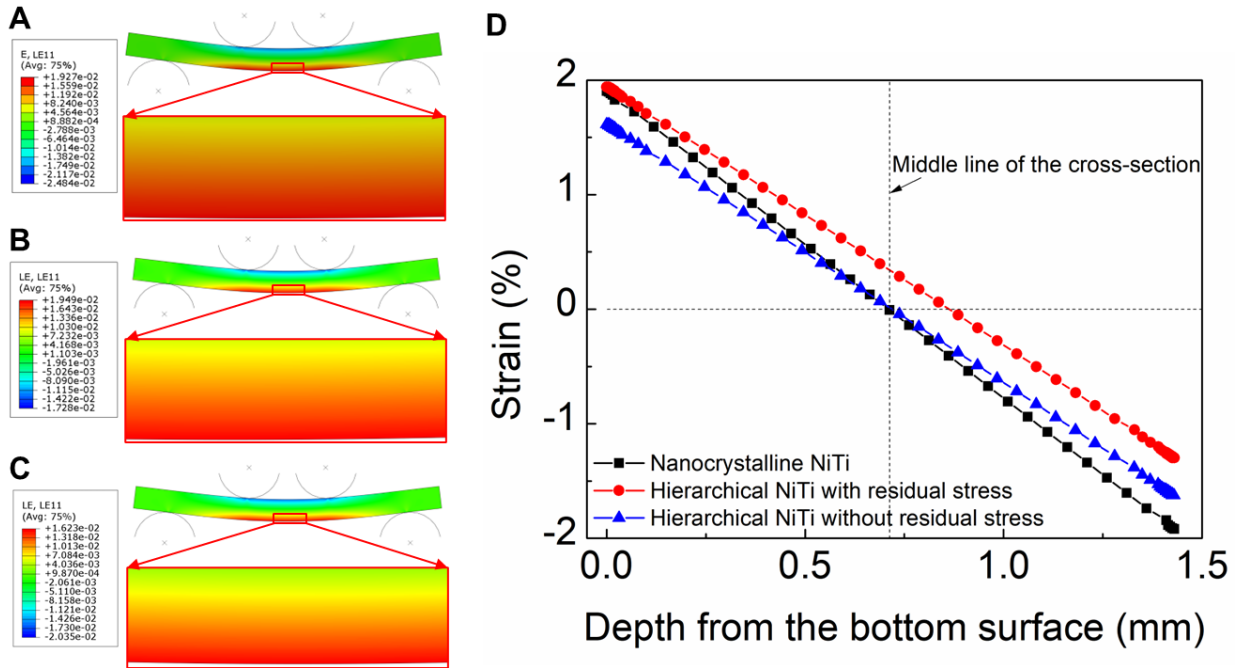 A
E, LE11
(Avg: 75%)
+1.927e-02
+1.559e-02
+1.192e-02
+8.240e-03
+4.564e-03
+8.882e-04
-2.788e-03
-6.464e-03
-1.014e-02
-1.382e-02
-1.749e-02
-2.117e-02
-2.484e-02
B
LE, LE11
(Avg: 75%)
+1.949e-02
+1.643e-02
+1.336e-02
+1.030e-02
+7.232e-03
+4.168e-03
+1.103e-03
-1.961e-03
-5.026e-03
-8.090e-03
-1.115e-02
-1.422e-02
-1.728e-02
C
LE, LE11
(Avg: 75%)
+1.623e-02
+1.318e-02
+1.013e-02
+7.084e-03
+4.036e-03
+9.870e-04
-2.061e-03
-5.110e-03
-8.158e-03
-1.121e-02
-1.426e-02
-1.730e-02
-2.035e-02
D
Strain (%)
2
1
0
-1
-2
Middle line of the cross-section
Nanocrystalline NiTi
Hierarchical NiTi with residual stress
Hierarchical NiTi without residual stress
0.0 0.5 1.0 1.5
Depth from the bottom surface (mm)